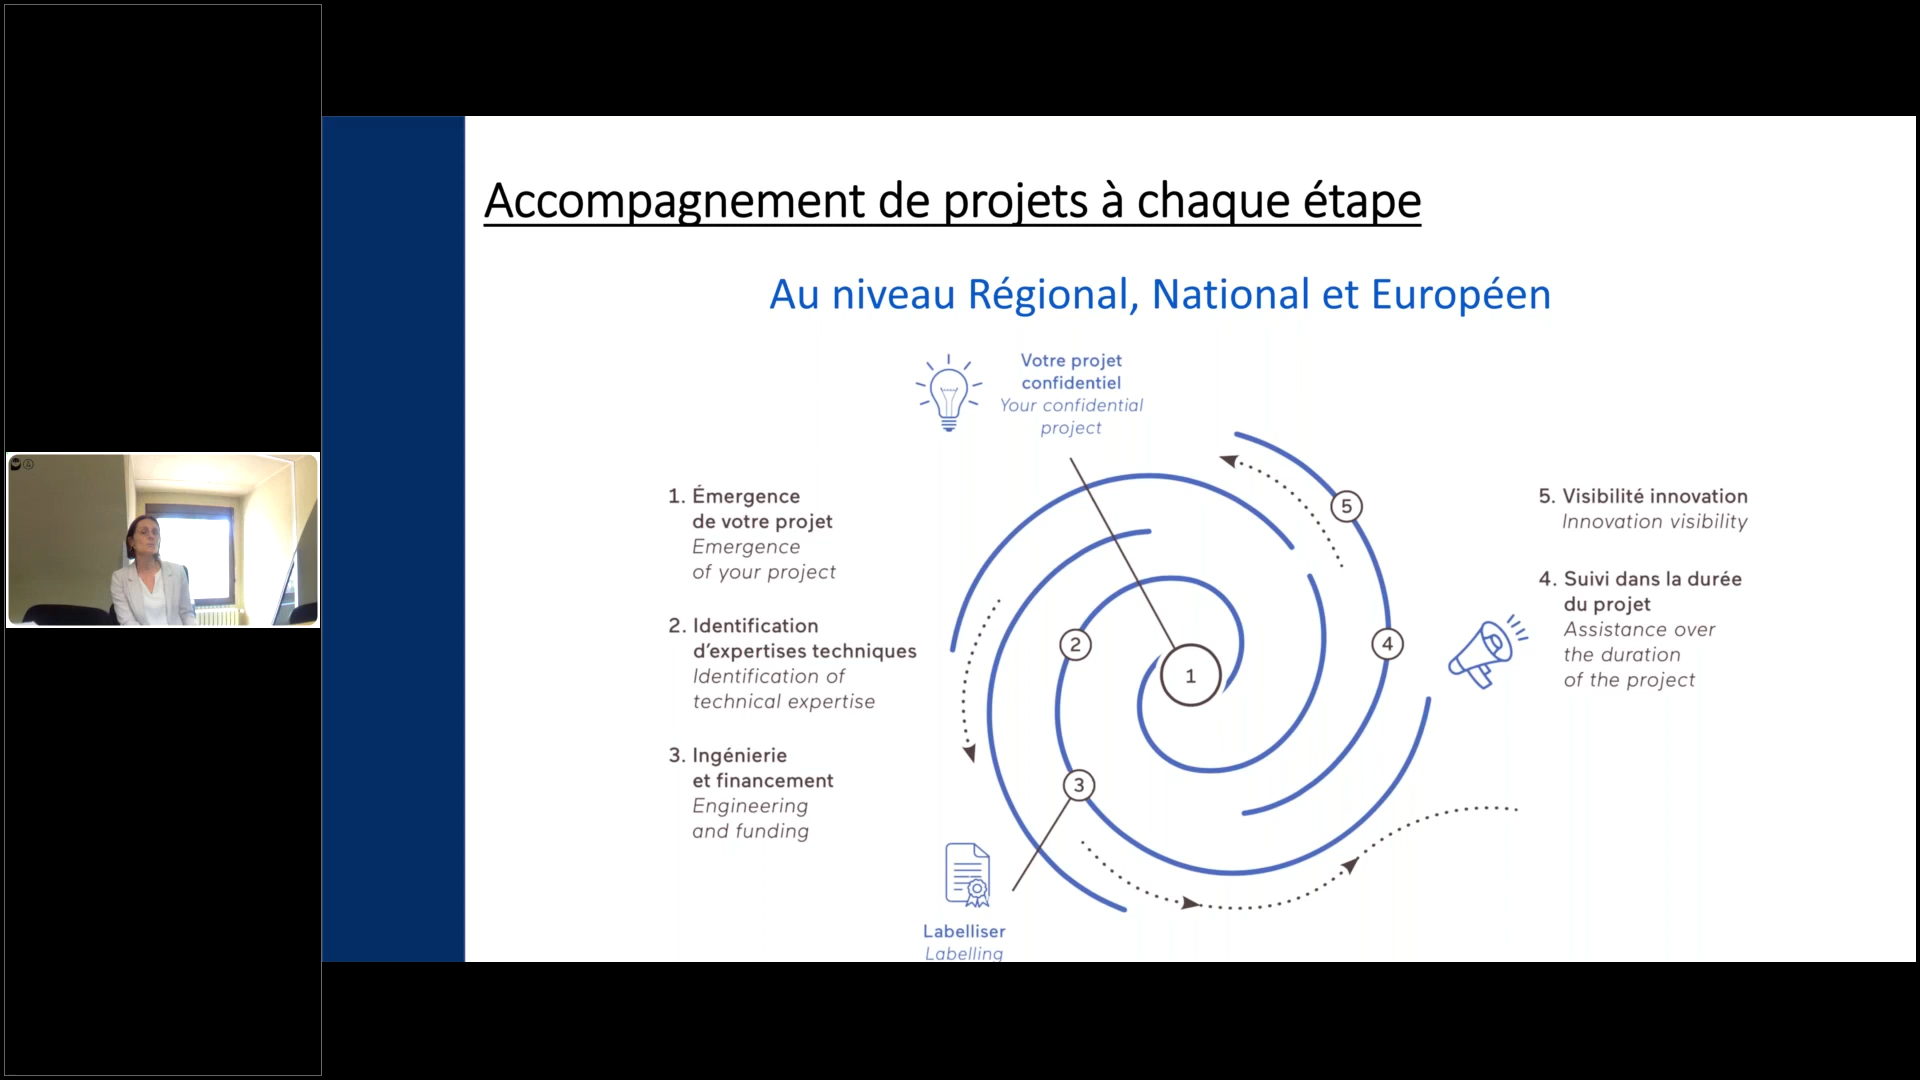 Accompagnement de projets à chaque étape
Au niveau Régional, National et Européen
Votre projet
confidentiel
Your confidential
project
1. Émergence
de votre projet
Emergence
of your project
2. Identification
d'expertises techniques
Identification of
technical expertise
3. Ingénierie
et financement
Engineering
and funding
Labelliser
Labelling
1
2
3
4
5
5. Visibilité innovation
Innovation visibility
4. Suivi dans la durée
du projet
Assistance over
the duration
of the project